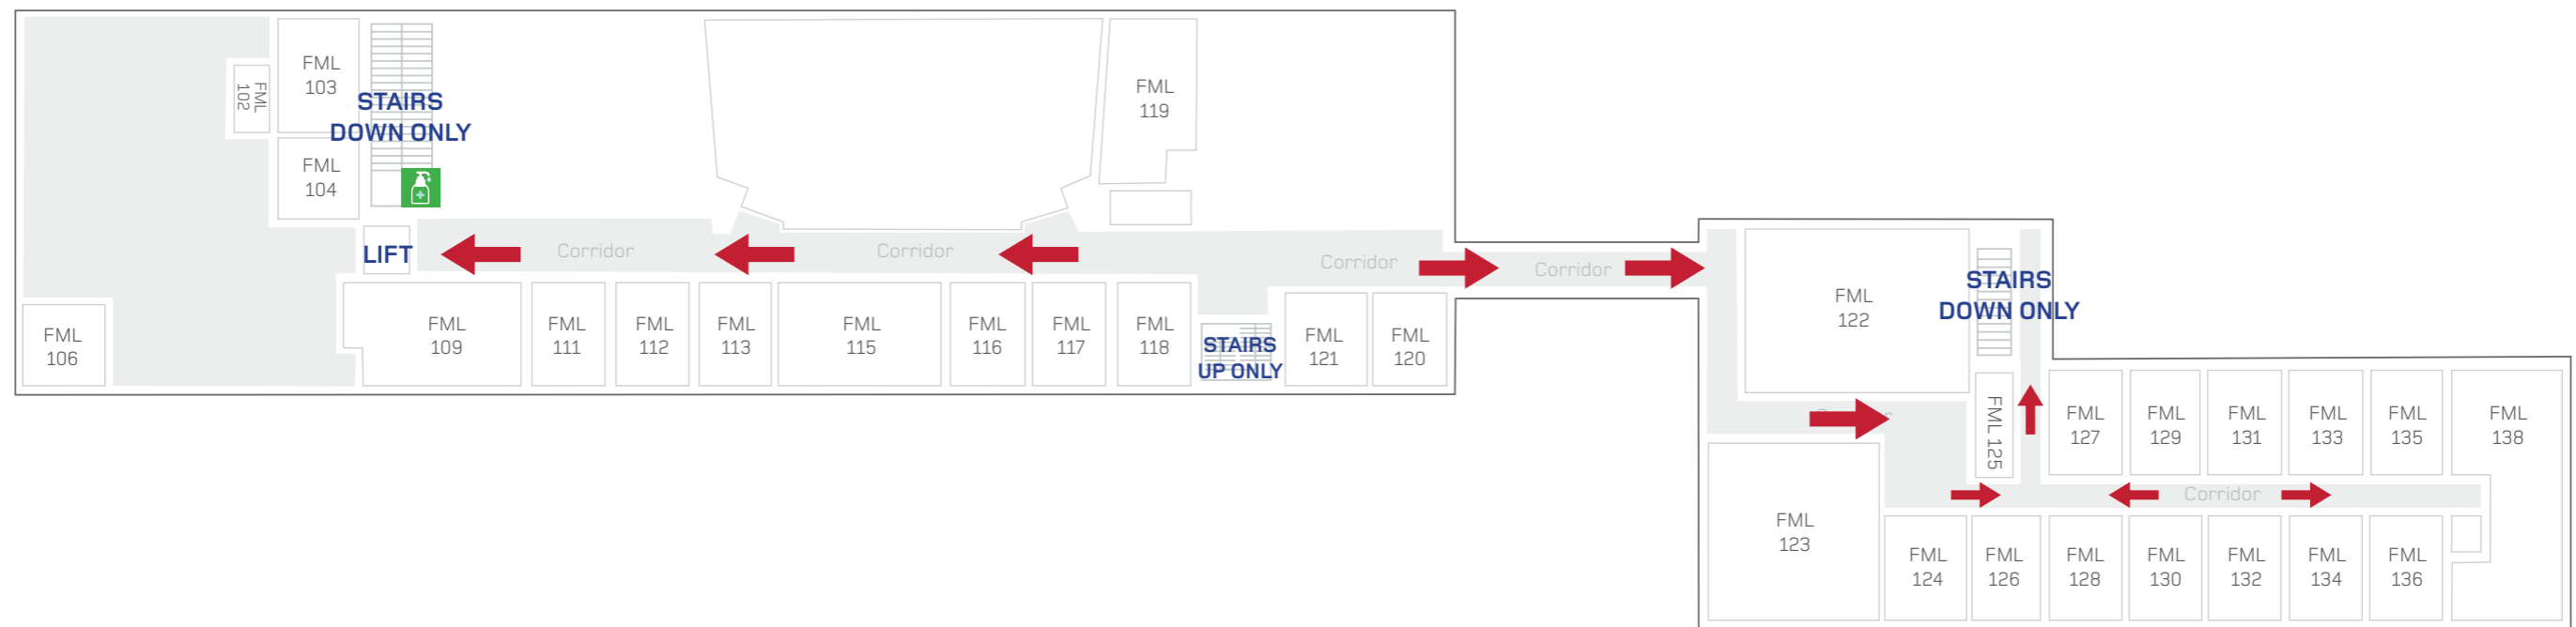 FML
103
FML
102
STAIRS
DOWN ONLY
FML
104
LIFT
Corridor
Corridor
FML
119
Corridor
Corridor
FML
106
FML
109
FML
111
FML
112
FML
113
FML
115
FML
116
FML
117
FML
118
STAIRS
UP ONLY
FML
121
FML
120
FML
122
STAIRS
DOWN ONLY
Corridor
FML
123
FML 125
FML
127
FML
129
FML
131
FML
133
FML
135
FML
138
Corridor
FML
124
FML
126
FML
128
FML
130
FML
132
FML
134
FML
136